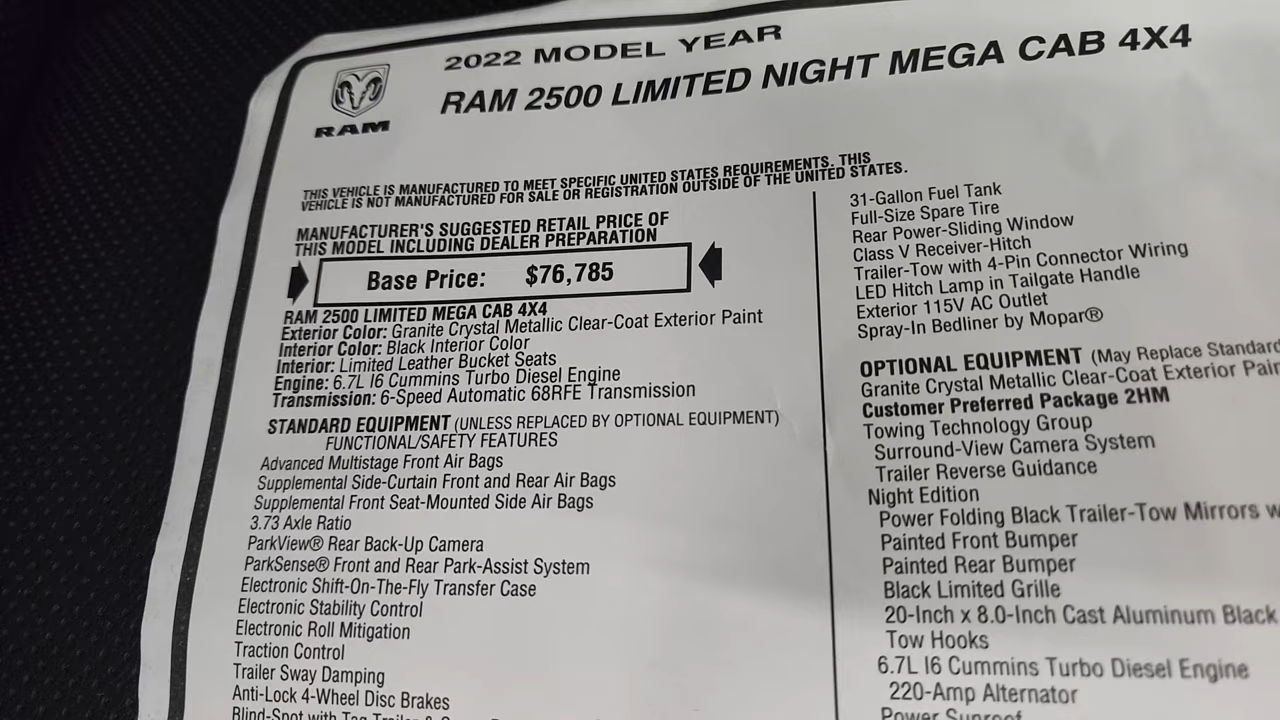 2022 MODEL YEAR
RAM 2500 LIMITED NIGHT MEGA CAB 4X4
RAM
THIS VEHICLE IS MANUFACTURED TO MEET SPECIFIC UNITED STATES REQUIREMENTS. THIS
VEHICLE IS NOT MANUFACTURED FOR SALE OR REGISTRATION OUTSIDE OF THE UNITED STATES.
MANUFACTURER'S SUGGESTED RETAIL PRICE OF
THIS MODEL INCLUDING DEALER PREPARATION
Base Price: $76,785
RAM 2500 LIMITED MEGA CAB 4X4
Exterior Color: Granite Crystal Metallic Clear-Coat Exterior Paint
Interior Color: Black Interior Color
Interior: Limited Leather Bucket Seats
Engine: 6.7L I6 Cummins Turbo Diesel Engine
Transmission: 6-Speed Automatic 68RFE Transmission
STANDARD EQUIPMENT (UNLESS REPLACED BY OPTIONAL EQUIPMENT)
FUNCTIONAL/SAFETY FEATURES
Advanced Multistage Front Air Bags
Supplemental Side-Curtain Front and Rear Air Bags
Supplemental Front Seat-Mounted Side Air Bags
3.73 Axle Ratio
ParkView® Rear Back-Up Camera
ParkSense® Front and Rear Park-Assist System
Electronic Shift-On-The-Fly Transfer Case
Electronic Stability Control
Electronic Roll Mitigation
Traction Control
Trailer Sway Damping
Anti-Lock 4-Wheel Disc Brakes
Blind-Spot with
31-Gallon Fuel Tank
Full-Size Spare Tire
Rear Power-Sliding Window
Class V Receiver-Hitch
Trailer-Tow with 4-Pin Connector Wiring
LED Hitch Lamp in Tailgate Handle
Exterior 115V AC Outlet
Spray-In Bedliner by Mopar®
OPTIONAL EQUIPMENT (May Replace Standard
Granite Crystal Metallic Clear-Coat Exterior Pain
Customer Preferred Package 2HM
Towing Technology Group
Surround-View Camera System
Trailer Reverse Guidance
Night Edition
Power Folding Black Trailer-Tow Mirrors w
Painted Front Bumper
Painted Rear Bumper
Black Limited Grille
20-Inch x 8.0-Inch Cast Aluminum Black
Tow Hooks
6.7L I6 Cummins Turbo Diesel Engine
220-Amp Alternator
Power Sunroof